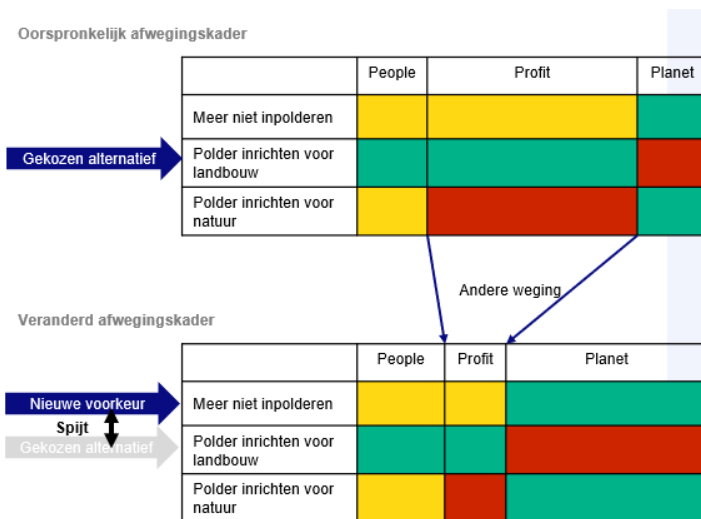 Oorspronkelijk afwegingskader
People Profit Planet
Meer niet inpolderen
Gekozen alternatief
Polder inrichten voor
landbouw
Polder inrichten voor
natuur
Andere weging
Veranderd afwegingskader
People Profit Planet
Nieuwe voorkeur
Meer niet inpolderen
Spijt
Gekozen alternatief
Polder inrichten voor
landbouw
Polder inrichten voor
natuur